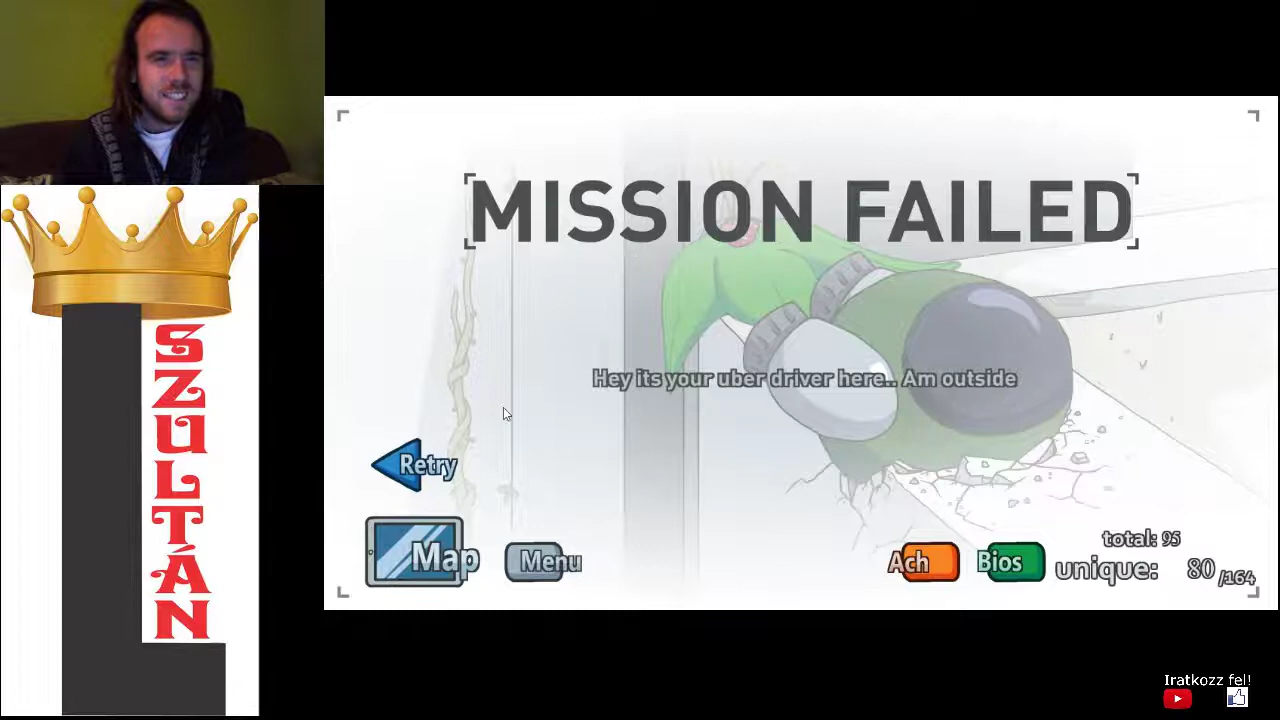 SZULTÁN
MISSION FAILED
Hey its your uber driver here.. Am outside
Retry
Map
Menu
Ach
Bios
total: 95
unique: 80 /164
Iratkozz fel!